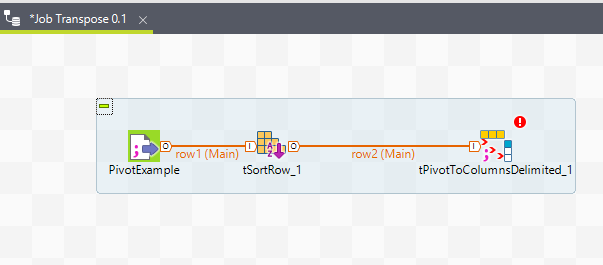 *Job Transpose 0.1
O
row1 (Main)
I
A
Z
O
row2 (Main)
I
PivotExample
tSortRow_1
tPivotToColumnsDelimited_1